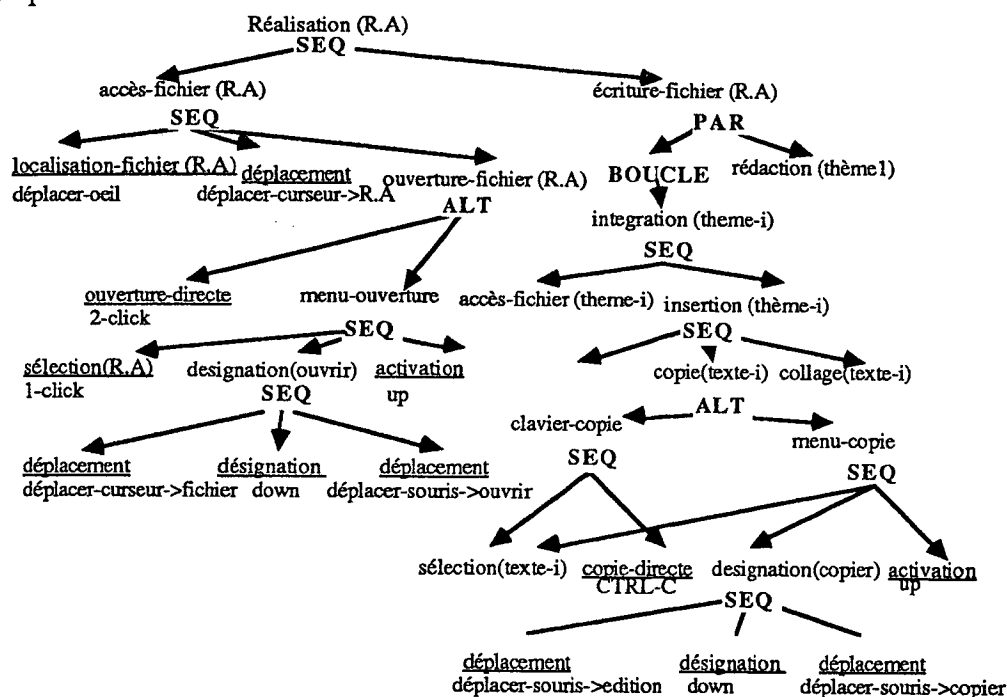 Réalisation (R.A)
SEQ
accès-fichier (R.A)
écriture-fichier (R.A)
SEQ
PAR
localisation-fichier (R.A)
déplacement
ouverture-fichier (R.A)
BOUCLE
rédaction (thème1)
déplacer-oeil
déplacer-curseur->R.A
ALT
integration (theme-i)
SEQ
ouverture-directe
menu-ouverture
accès-fichier (theme-i)
insertion (thème-i)
2-click
SEQ
SEQ
sélection(R.A)
designation(ouvrir)
activation
copie(texte-i)
collage(texte-i)
1-click
up
SEQ
ALT
clavier-copie
menu-copie
SEQ
SEQ
déplacement
désignation
déplacement
déplacer-curseur->fichier
down
déplacer-souris->ouvrir
sélection(texte-i)
copie-directe
designation(copier)
activation
CTRL-C
up
SEQ
déplacement
désignation
déplacement
déplacer-souris->edition
down
déplacer-souris->copier